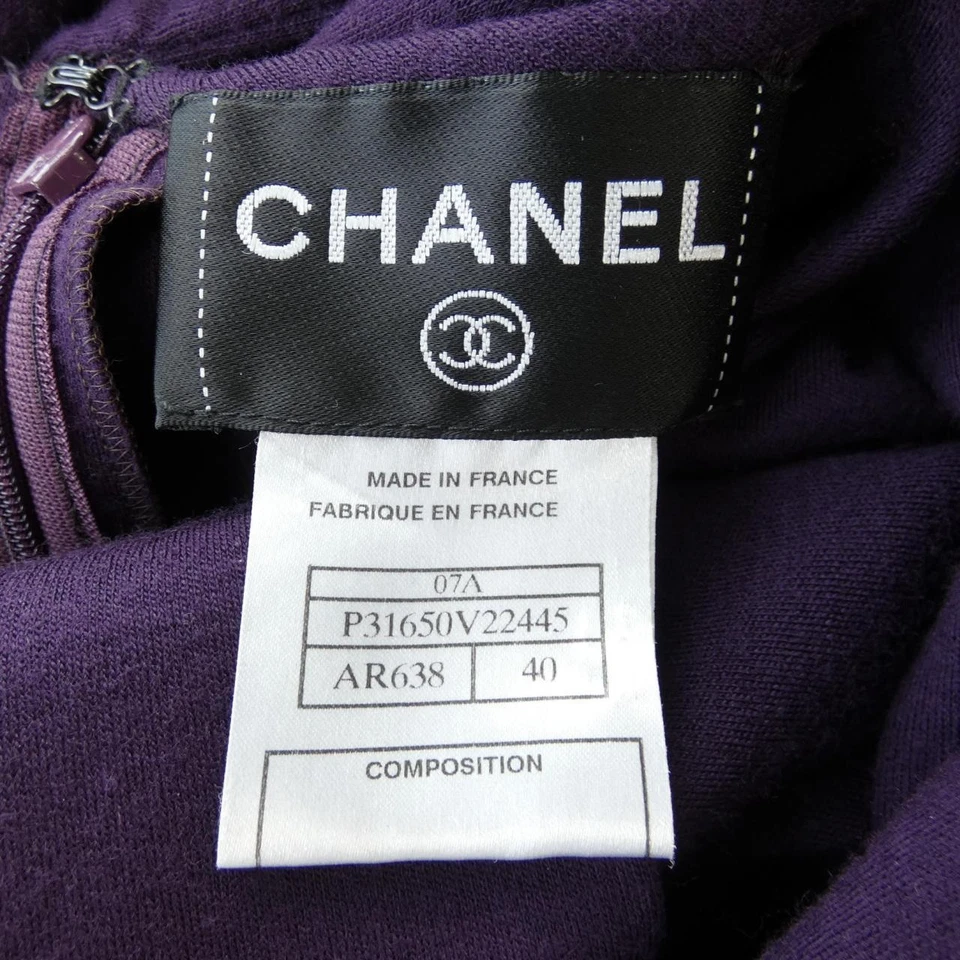 CHANEL
MADE IN FRANCE
FABRIQUE EN FRANCE
07A
P31650V22445
AR638 40
COMPOSITION